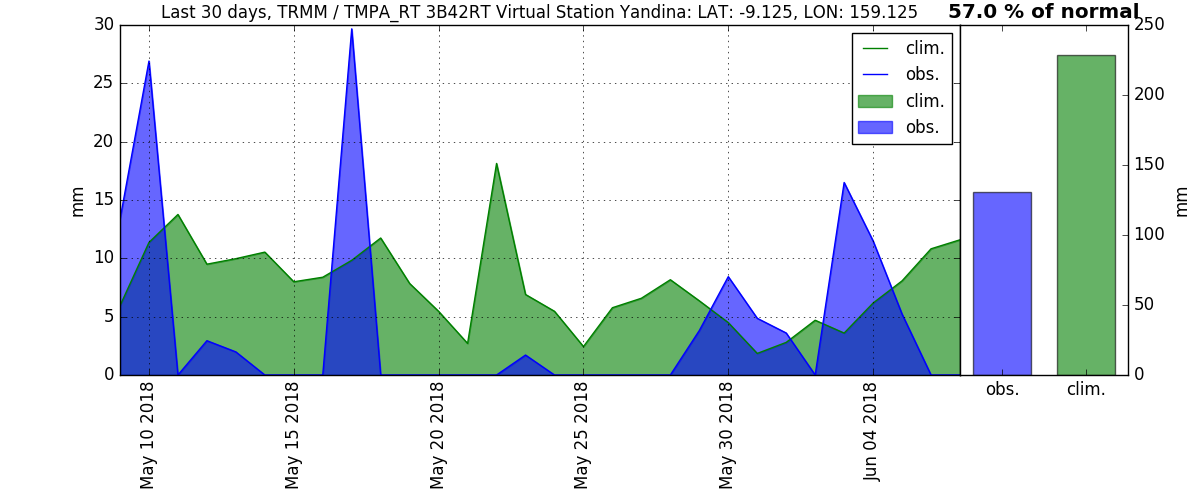 Last 30 days, TRMM / TMPA_RT 3B42RT Virtual Station Yandina: LAT: -9.125, LON: 159.125
57.0 % of normal
30
25
20
15
10
5
0
mm
clim.
obs.
clim.
obs.
May 10 2018
May 15 2018
May 20 2018
May 25 2018
May 30 2018
Jun 04 2018
250
200
150
100
50
0
mm
obs.
clim.